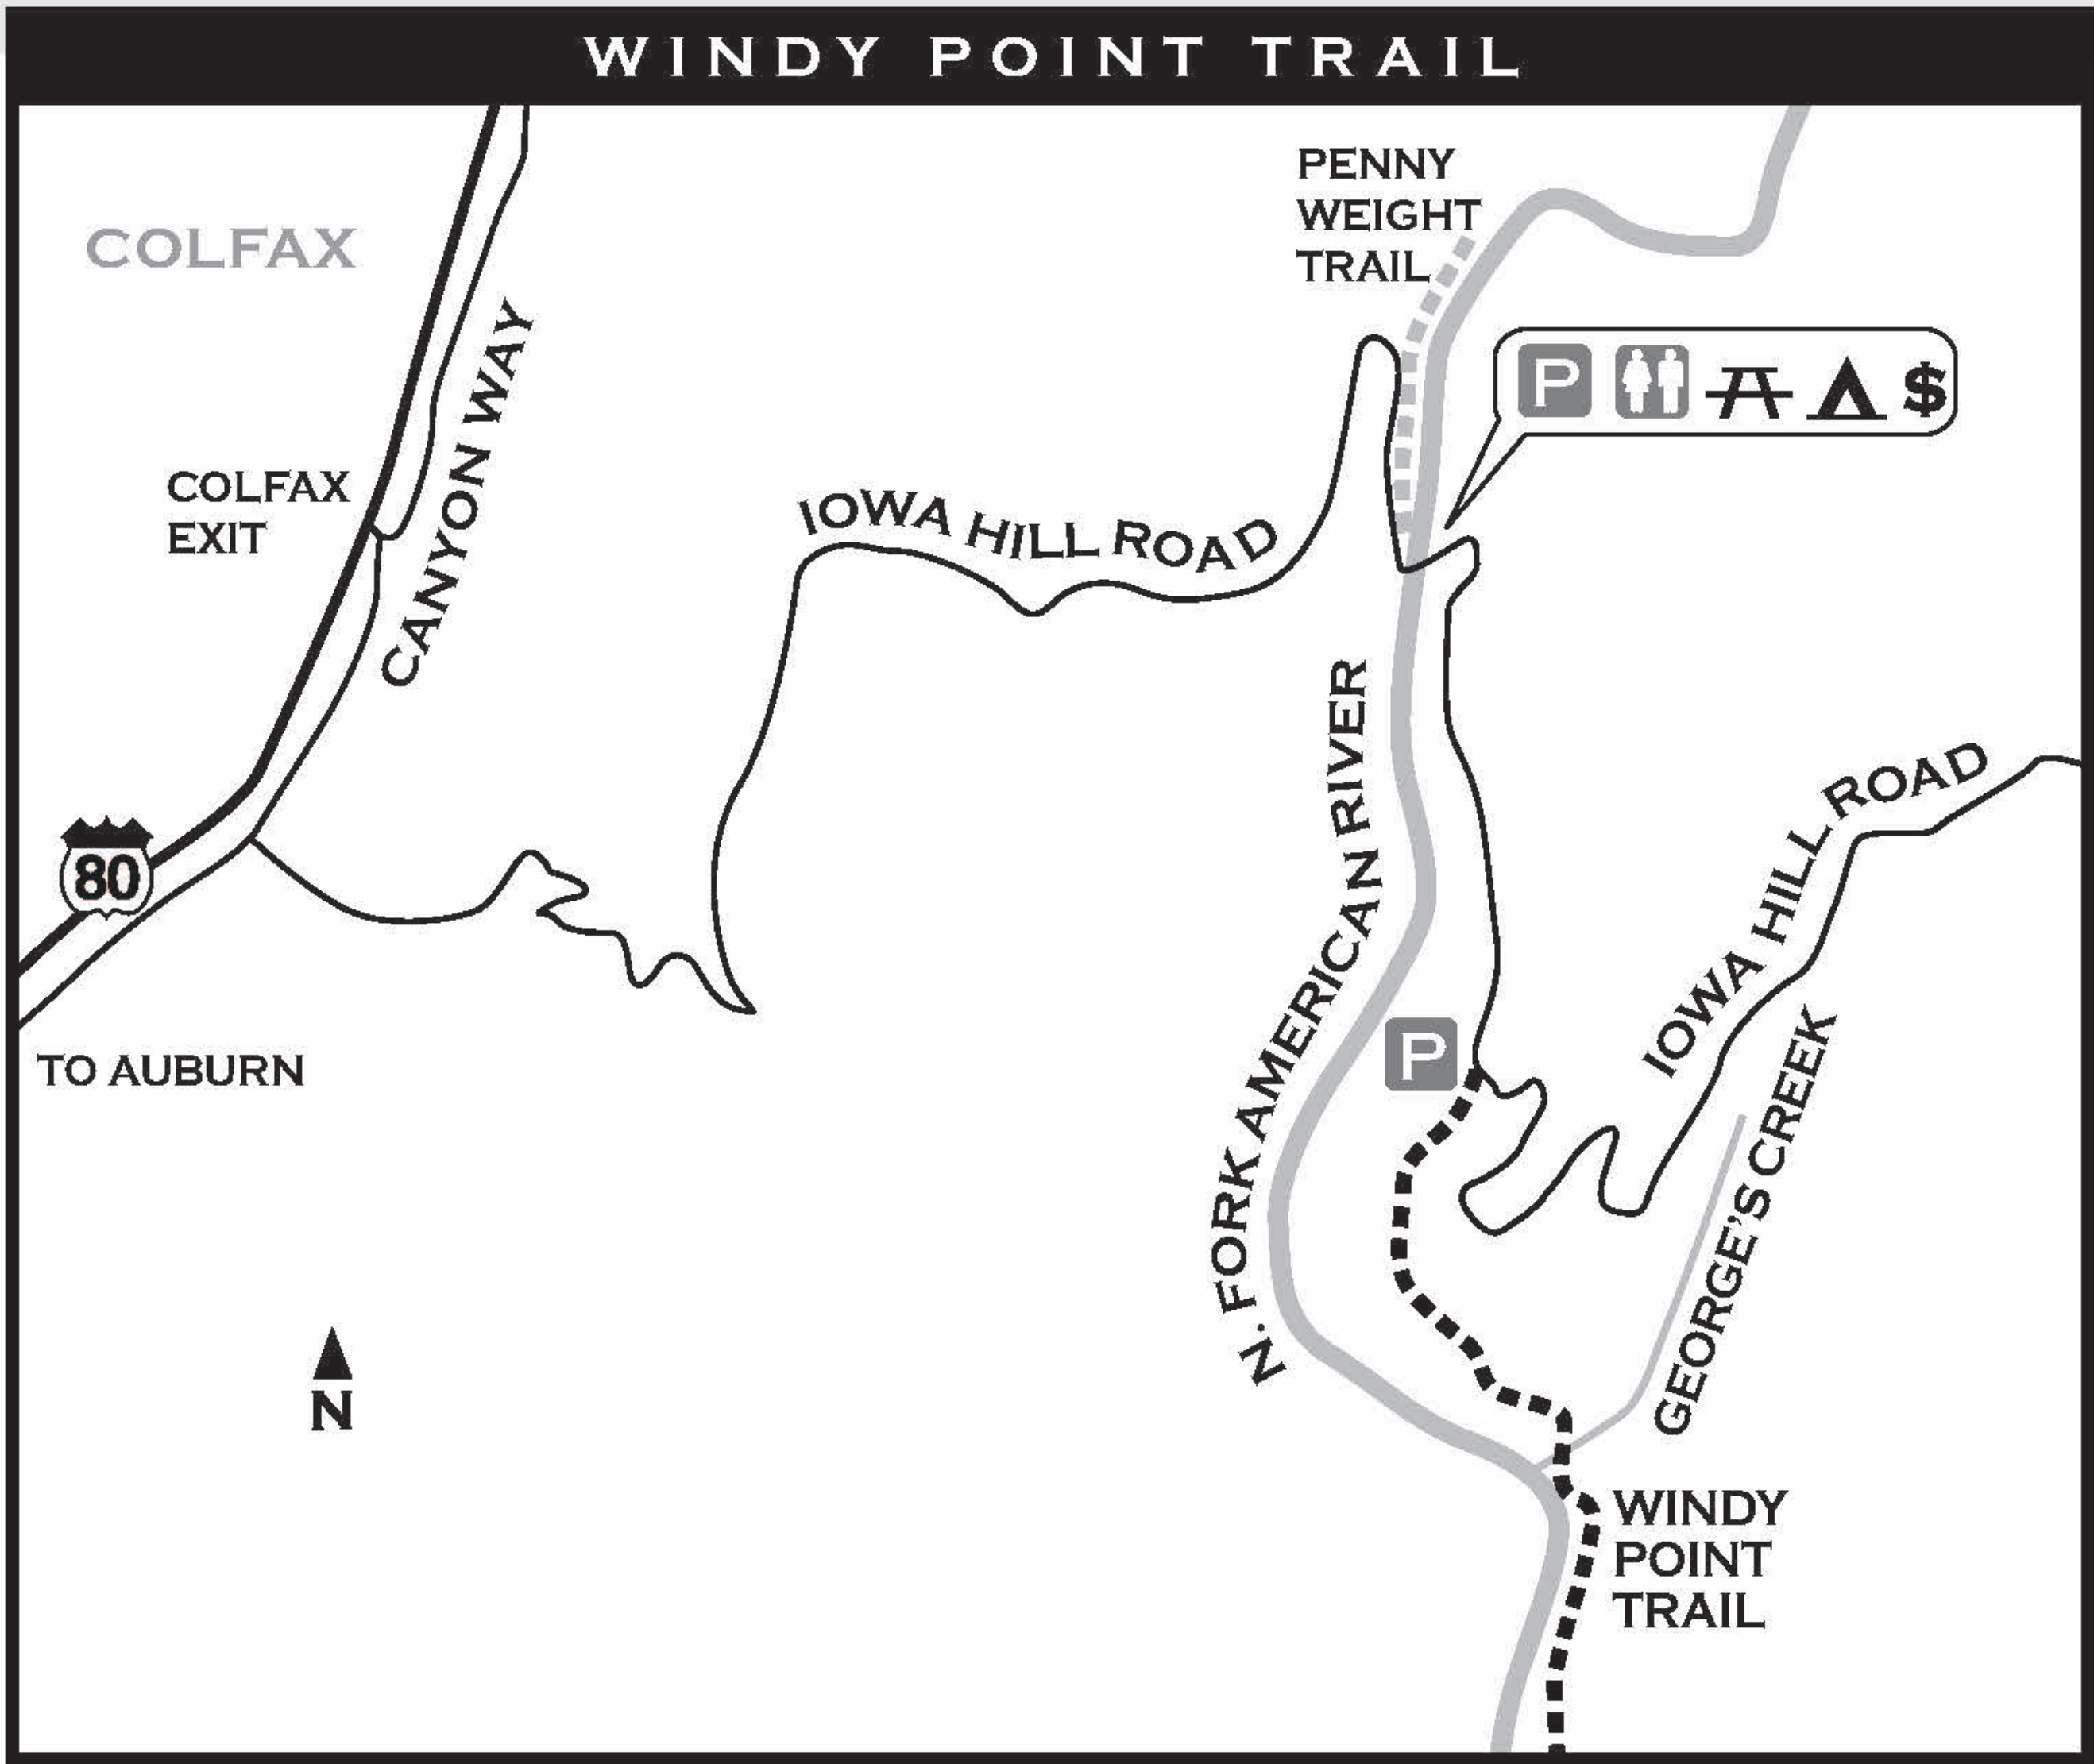 WINDY POINT TRAIL
PENNY
WEIGHT
TRAIL
COLFAX
P $
CANYON WAY
COLFAX
EXIT
IOWA HILL ROAD
N. FORK AMERICAN RIVER
IOWA HILL ROAD
80
P
TO AUBURN
GEORGE'S CREEK
N
WINDY
POINT
TRAIL